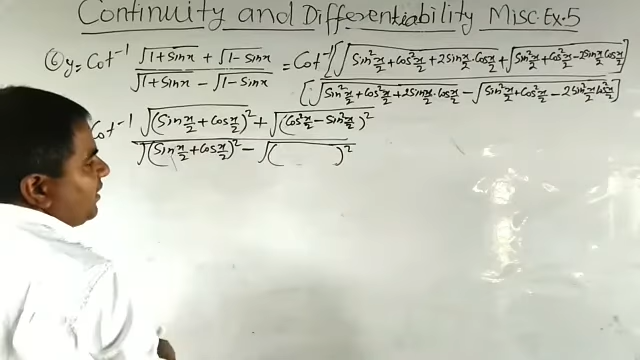 Continuity and Differentiability Misc. Ex. 5
⑥ y = Cot⁻¹ (√(1+Sinx) + √(1-Sinx)) / (√(1+Sinx) - √(1-Sinx)) = Cot⁻¹ [√(Sin²x/2 + Cos²x/2 + 2Sinx/2·Cosx/2) + √(Sin²x/2 + Cos²x/2 - 2Sinx/2 Cosx/2)] / [√(Sin²x/2 + Cos²x/2 + 2Sinx/2·Cosx/2) - √(Sin²x/2 + Cos²x/2 - 2Sinx/2 Cosx/2)]
Cot⁻¹ (√(Sinx/2 + Cosx/2)² + √(Cos²x/2 - Sin²x/2)²) / (√(Sinx/2 + Cosx/2)² - √( )²)